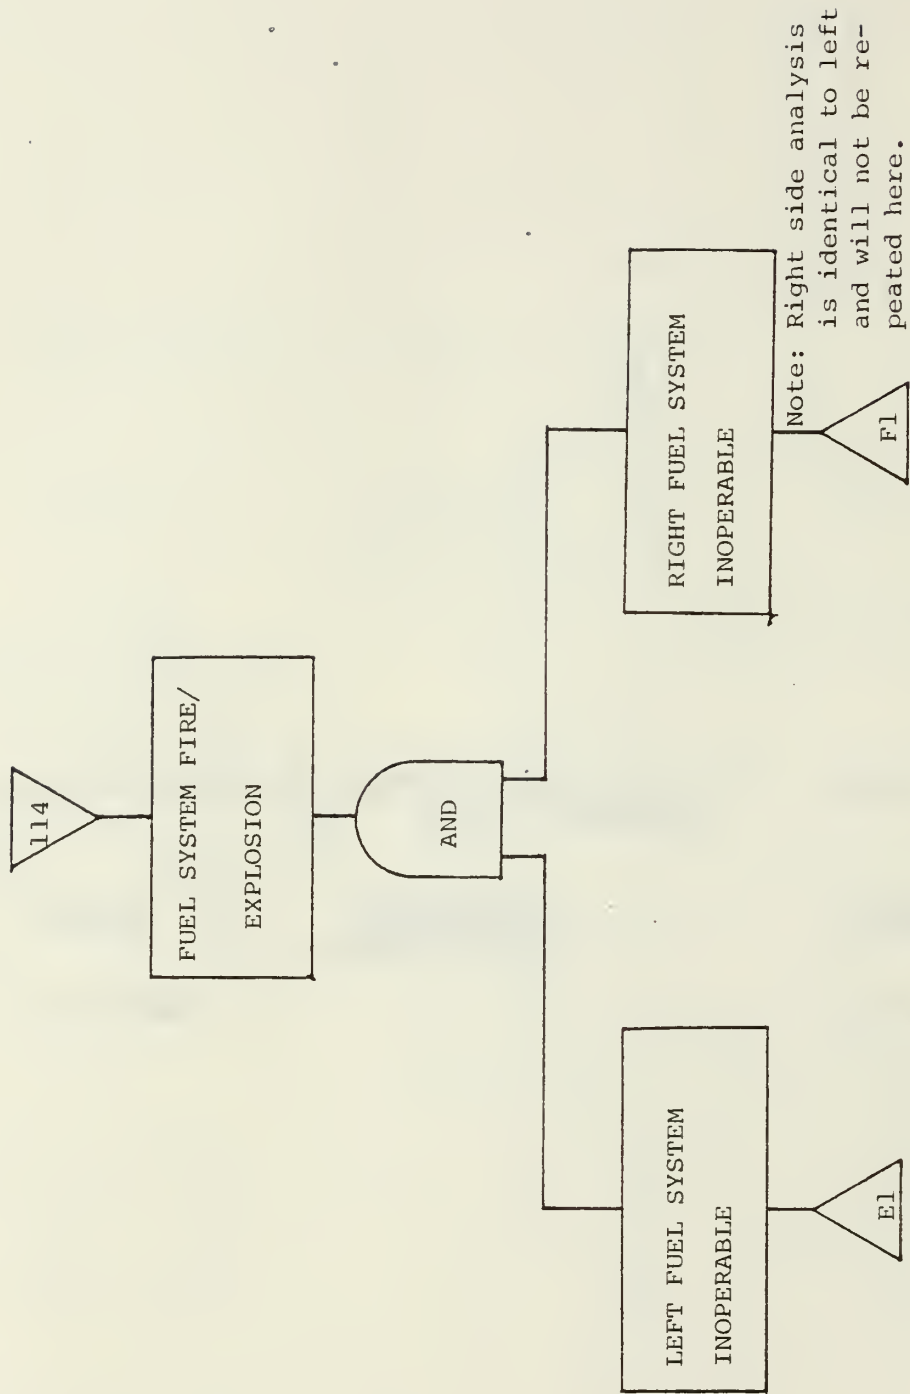 114
FUEL SYSTEM FIRE/
EXPLOSION
AND
LEFT FUEL SYSTEM
INOPERABLE
E1
RIGHT FUEL SYSTEM
INOPERABLE
F1
Note: Right side analysis
is identical to left
and will not be re-
peated here.